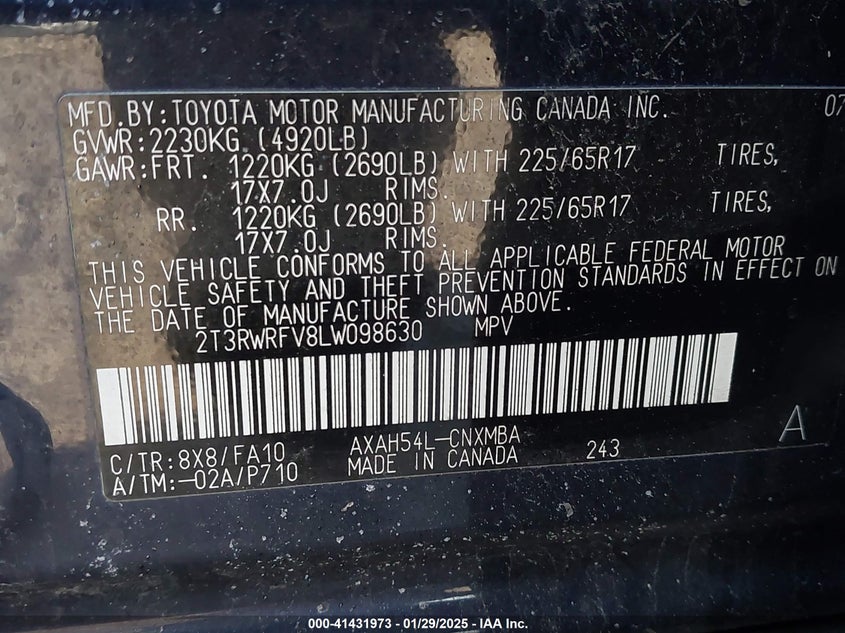 MFD.BY:TOYOTA MOTOR MANUFACTURING CANADA INC. 07
GVWR:2230KG (4920LB)
GAWR:FRT. 1220KG (2690LB) WITH 225/65R17 TIRES,
17X7.0J RIMS.
RR. 1220KG (2690LB) WITH 225/65R17 TIRES,
17X7.0J RIMS.
THIS VEHICLE CONFORMS TO ALL APPLICABLE FEDERAL MOTOR
VEHICLE SAFETY AND THEFT PREVENTION STANDARDS IN EFFECT ON
THE DATE OF MANUFACTURE SHOWN ABOVE.
2T3RWRFV8LW098630 MPV
A
C/TR:8X8/FA10 AXAH54L-CNXMBA 243
A/TM:-02A/P710 MADE IN CANADA
000-41431973 - 01/29/2025 - IAA Inc.